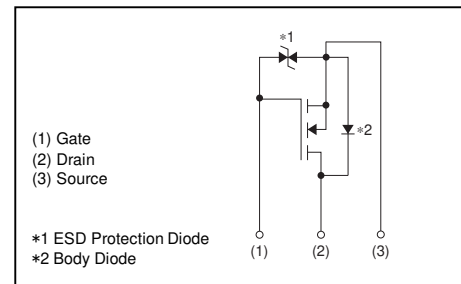 ∗1
∗2
(1) Gate
(2) Drain
(3) Source
∗1 ESD Protection Diode
∗2 Body Diode
(1) (2) (3)